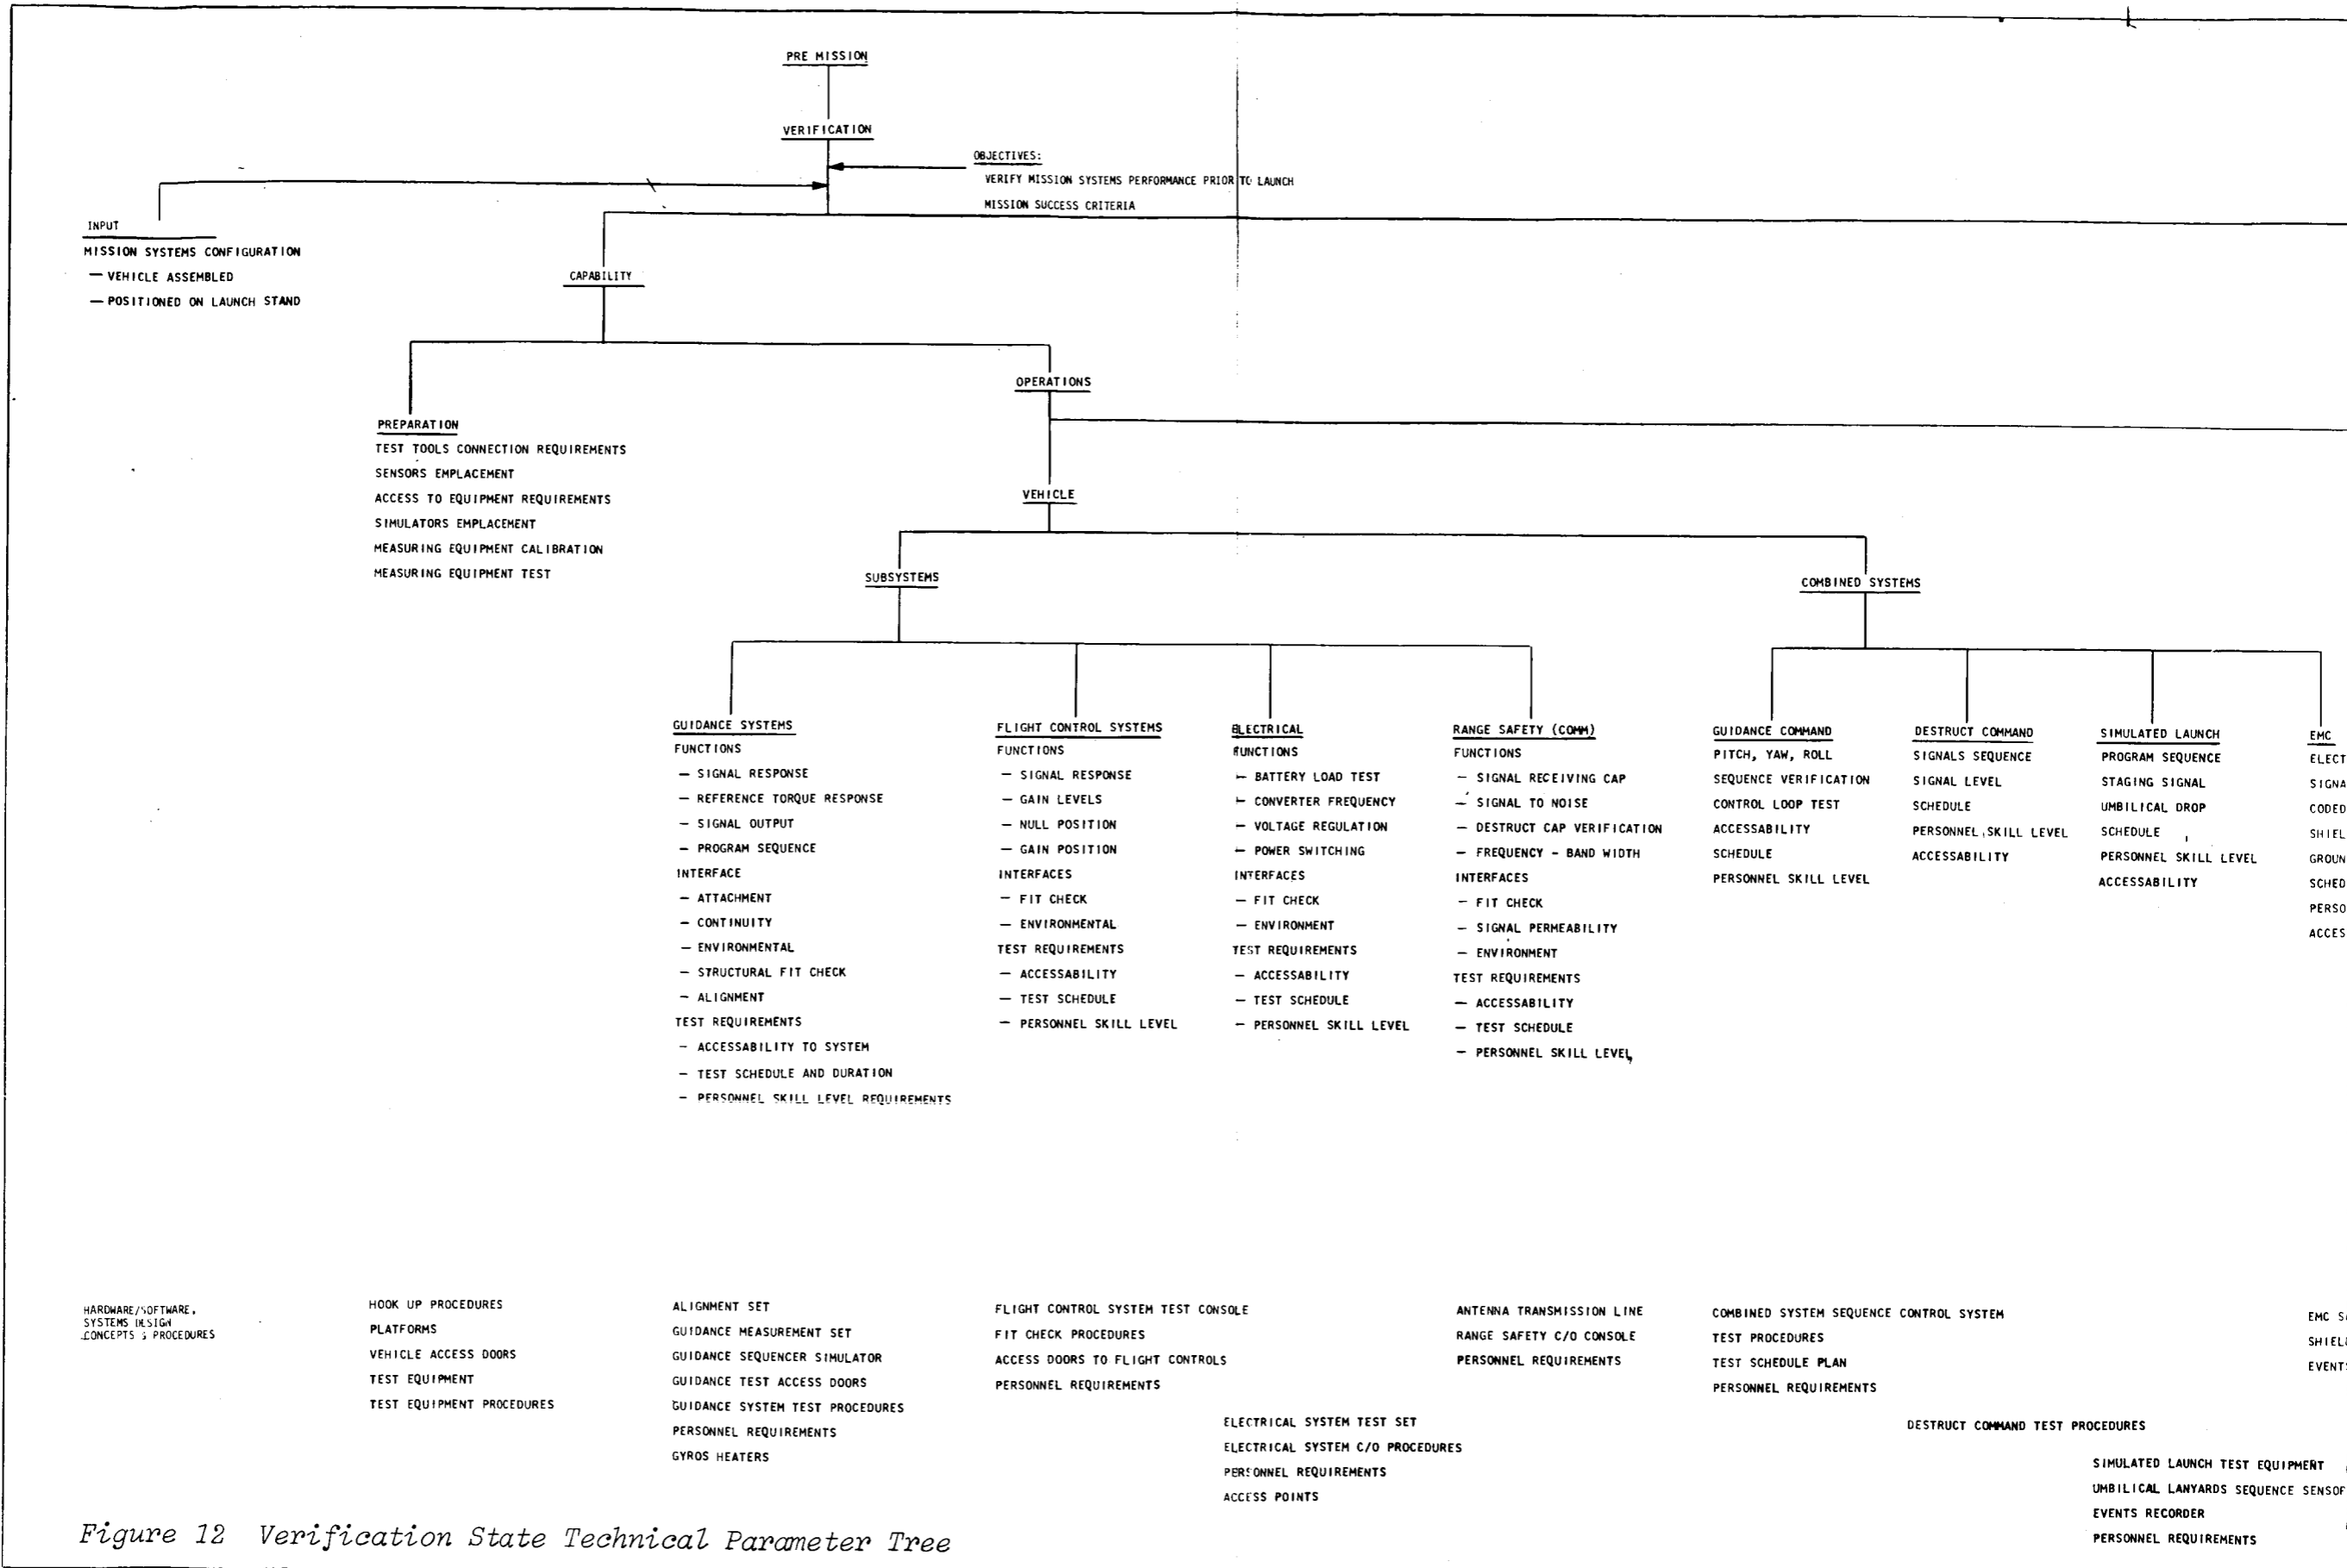 PRE MISSION
VERIFICATION
OBJECTIVES:
VERIFY MISSION SYSTEMS PERFORMANCE PRIOR TO LAUNCH
MISSION SUCCESS CRITERIA
INPUT
MISSION SYSTEMS CONFIGURATION
— VEHICLE ASSEMBLED
— POSITIONED ON LAUNCH STAND
CAPABILITY
OPERATIONS
PREPARATION
TEST TOOLS CONNECTION REQUIREMENTS
SENSORS EMPLACEMENT
ACCESS TO EQUIPMENT REQUIREMENTS
SIMULATORS EMPLACEMENT
MEASURING EQUIPMENT CALIBRATION
MEASURING EQUIPMENT TEST
VEHICLE
SUBSYSTEMS
COMBINED SYSTEMS
GUIDANCE SYSTEMS
FUNCTIONS
— SIGNAL RESPONSE
— REFERENCE TORQUE RESPONSE
— SIGNAL OUTPUT
— PROGRAM SEQUENCE
INTERFACE
— ATTACHMENT
— CONTINUITY
— ENVIRONMENTAL
— STRUCTURAL FIT CHECK
— ALIGNMENT
TEST REQUIREMENTS
— ACCESSABILITY TO SYSTEM
— TEST SCHEDULE AND DURATION
— PERSONNEL SKILL LEVEL REQUIREMENTS
FLIGHT CONTROL SYSTEMS
FUNCTIONS
— SIGNAL RESPONSE
— GAIN LEVELS
— NULL POSITION
— GAIN POSITION
INTERFACES
— FIT CHECK
— ENVIRONMENTAL
TEST REQUIREMENTS
— ACCESSABILITY
— TEST SCHEDULE
— PERSONNEL SKILL LEVEL
ELECTRICAL
FUNCTIONS
— BATTERY LOAD TEST
— CONVERTER FREQUENCY
— VOLTAGE REGULATION
— POWER SWITCHING
INTERFACES
— FIT CHECK
— ENVIRONMENT
TEST REQUIREMENTS
— ACCESSABILITY
— TEST SCHEDULE
— PERSONNEL SKILL LEVEL
RANGE SAFETY (COMM)
FUNCTIONS
— SIGNAL RECEIVING CAP
— SIGNAL TO NOISE
— DESTRUCT CAP VERIFICATION
— FREQUENCY - BAND WIDTH
INTERFACES
— FIT CHECK
— SIGNAL PERMEABILITY
— ENVIRONMENT
TEST REQUIREMENTS
— ACCESSABILITY
— TEST SCHEDULE
— PERSONNEL SKILL LEVEL
GUIDANCE COMMAND
PITCH, YAW, ROLL
SEQUENCE VERIFICATION
CONTROL LOOP TEST
ACCESSABILITY
SCHEDULE
PERSONNEL SKILL LEVEL
DESTRUCT COMMAND
SIGNALS SEQUENCE
SIGNAL LEVEL
SCHEDULE
PERSONNEL SKILL LEVEL
ACCESSABILITY
SIMULATED LAUNCH
PROGRAM SEQUENCE
STAGING SIGNAL
UMBILICAL DROP
SCHEDULE
PERSONNEL SKILL LEVEL
ACCESSABILITY
EMC
ELECT
SIGNA
CODED
SHIEL
GROUN
SCHED
PERSO
ACCES
HARDWARE/SOFTWARE,
SYSTEMS DESIGN
CONCEPTS & PROCEDURES
HOOK UP PROCEDURES
PLATFORMS
VEHICLE ACCESS DOORS
TEST EQUIPMENT
TEST EQUIPMENT PROCEDURES
ALIGNMENT SET
GUIDANCE MEASUREMENT SET
GUIDANCE SEQUENCER SIMULATOR
GUIDANCE TEST ACCESS DOORS
GUIDANCE SYSTEM TEST PROCEDURES
PERSONNEL REQUIREMENTS
GYROS HEATERS
FLIGHT CONTROL SYSTEM TEST CONSOLE
FIT CHECK PROCEDURES
ACCESS DOORS TO FLIGHT CONTROLS
PERSONNEL REQUIREMENTS
ELECTRICAL SYSTEM TEST SET
ELECTRICAL SYSTEM C/O PROCEDURES
PERSONNEL REQUIREMENTS
ACCESS POINTS
ANTENNA TRANSMISSION LINE
RANGE SAFETY C/O CONSOLE
PERSONNEL REQUIREMENTS
COMBINED SYSTEM SEQUENCE CONTROL SYSTEM
TEST PROCEDURES
TEST SCHEDULE PLAN
PERSONNEL REQUIREMENTS
DESTRUCT COMMAND TEST PROCEDURES
SIMULATED LAUNCH TEST EQUIPMENT
UMBILICAL LANYARDS SEQUENCE SENSOR
EVENTS RECORDER
PERSONNEL REQUIREMENTS
EMC S
SHIEL
EVENT
Figure 12 Verification State Technical Parameter Tree